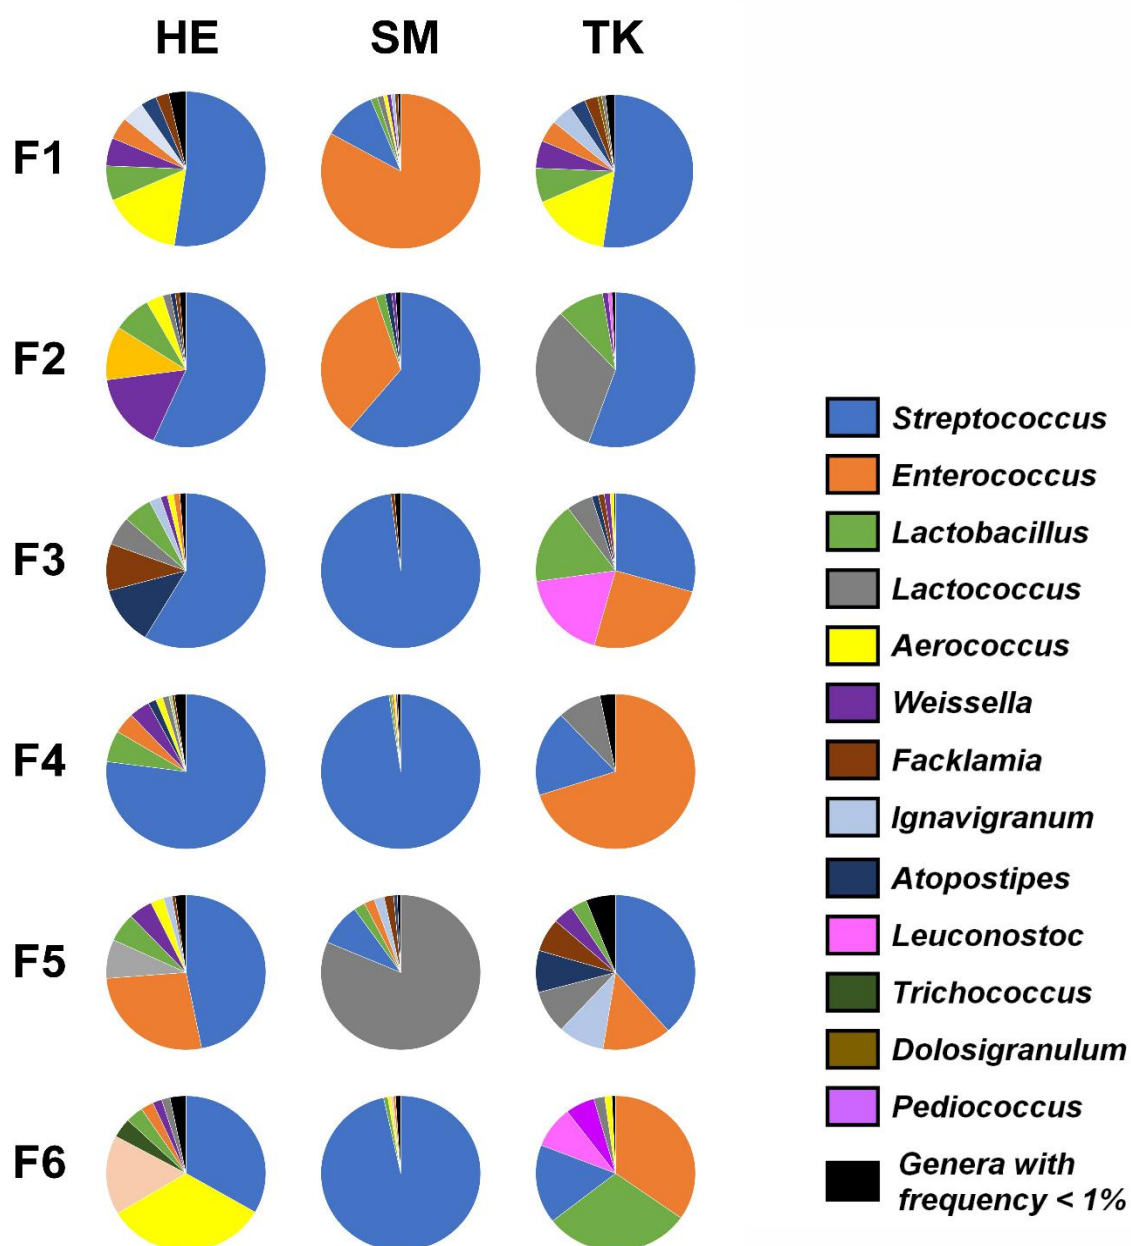 HE SM TK
F1
F2
F3
F4
F5
F6
Streptococcus
Enterococcus
Lactobacillus
Lactococcus
Aerococcus
Weissella
Facklamia
Ignavigranum
Atopostipes
Leuconostoc
Trichococcus
Dolosigranulum
Pediococcus
Genera with
frequency < 1%